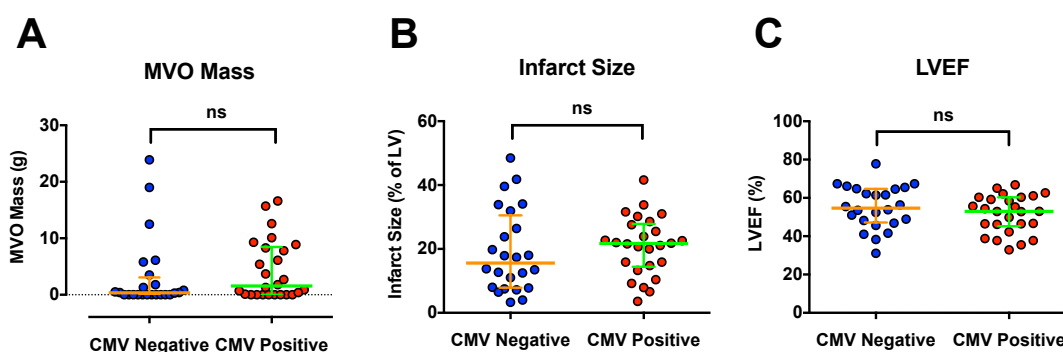 A
MVO Mass
ns
MVO Mass (g)
30
20
10
0
CMV Negative
CMV Positive
B
Infarct Size
ns
Infarct Size (% of LV)
60
40
20
0
CMV Negative
CMV Positive
C
LVEF
ns
LVEF (%)
100
80
60
40
20
0
CMV Negative
CMV Positive